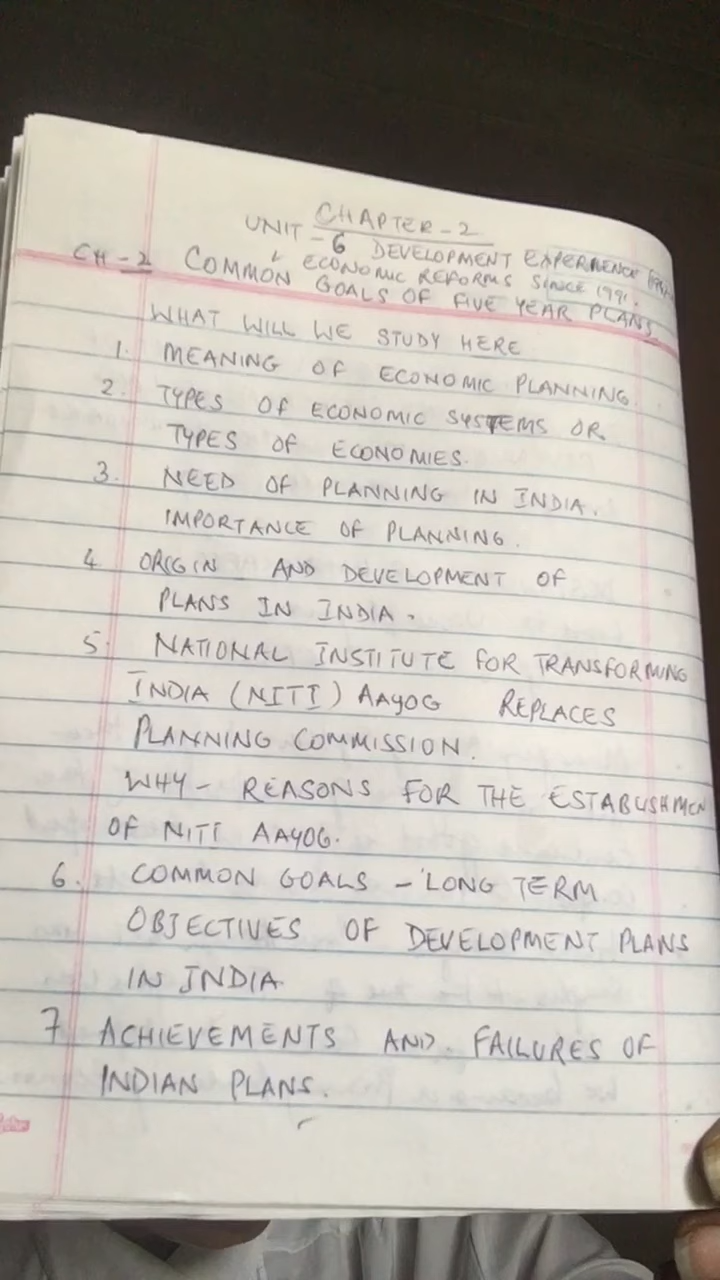 CHAPTER - 2
UNIT - 6 DEVELOPMENT EXPERIENCE
& ECONOMIC REFORMS SINCE 1991.
CH - 2 COMMON GOALS OF FIVE YEAR PLANS
WHAT WILL WE STUDY HERE
1. MEANING OF ECONOMIC PLANNING.
2. TYPES OF ECONOMIC SYSTEMS OR
TYPES OF ECONOMIES.
3. NEED OF PLANNING IN INDIA.
IMPORTANCE OF PLANNING.
4. ORIGIN AND DEVELOPMENT OF
PLANS IN INDIA.
5. NATIONAL INSTITUTE FOR TRANSFORMING
INDIA (NITI) AAYOG REPLACES
PLANNING COMMISSION.
WHY - REASONS FOR THE ESTABLISHMEN
OF NITI AAYOG.
6. COMMON GOALS - LONG TERM
OBJECTIVES OF DEVELOPMENT PLANS
IN INDIA
7 ACHIEVEMENTS AND FAILURES OF
INDIAN PLANS.